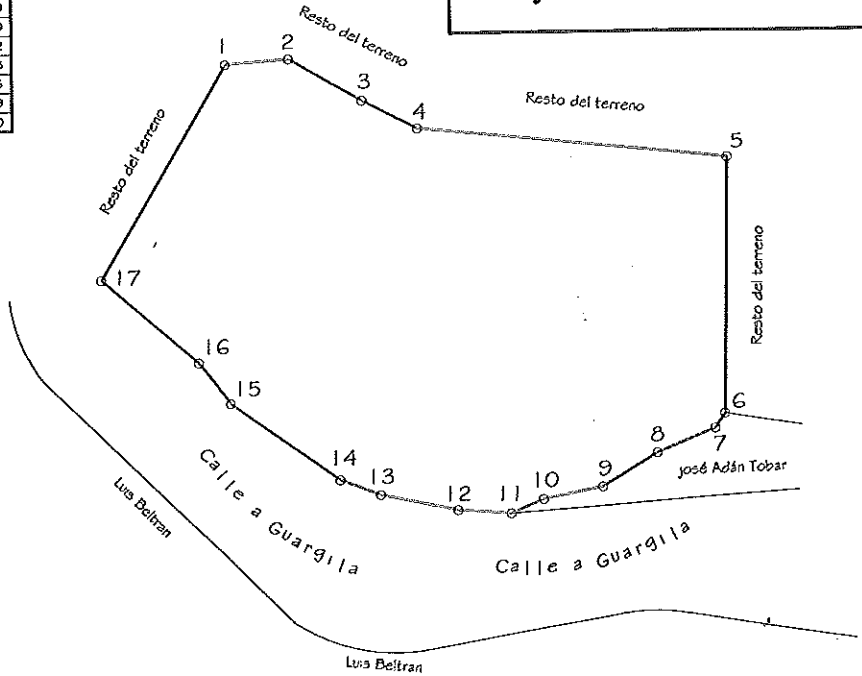 Resto del terreno
1
2
3
4
Resto del terreno
5
Resto del terreno
17
Resto del terreno
16
15
6
7
8
José Adán Tobar
14
13
12
11
10
9
Calle a Guargila
Calle a Guargila
Luis Beltran
Luis Beltran